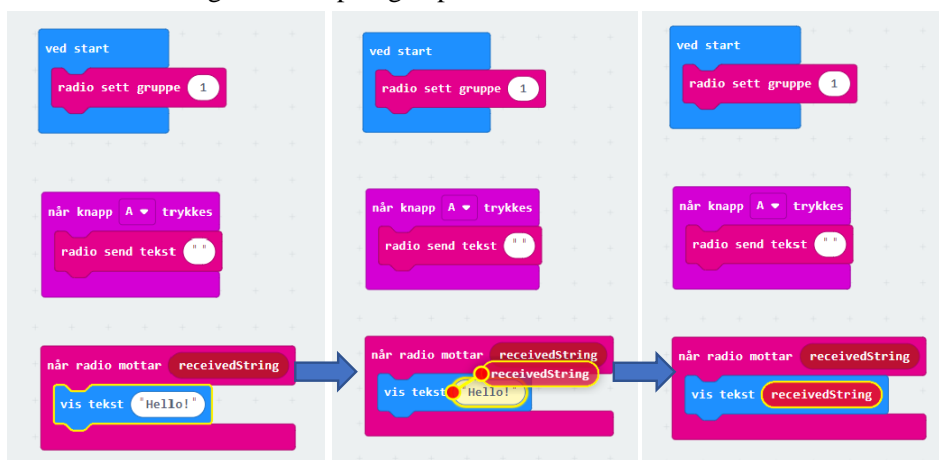 ved start
radio sett gruppe 1
når knapp A trykkes
radio send tekst " "
når radio mottar receivedString
vis tekst "Hello!"
ved start
radio sett gruppe 1
når knapp A trykkes
radio send tekst " "
når radio mottar receivedString
receivedString
vis tekst "Hello!"
ved start
radio sett gruppe 1
når knapp A trykkes
radio send tekst " "
når radio mottar receivedString
vis tekst receivedString